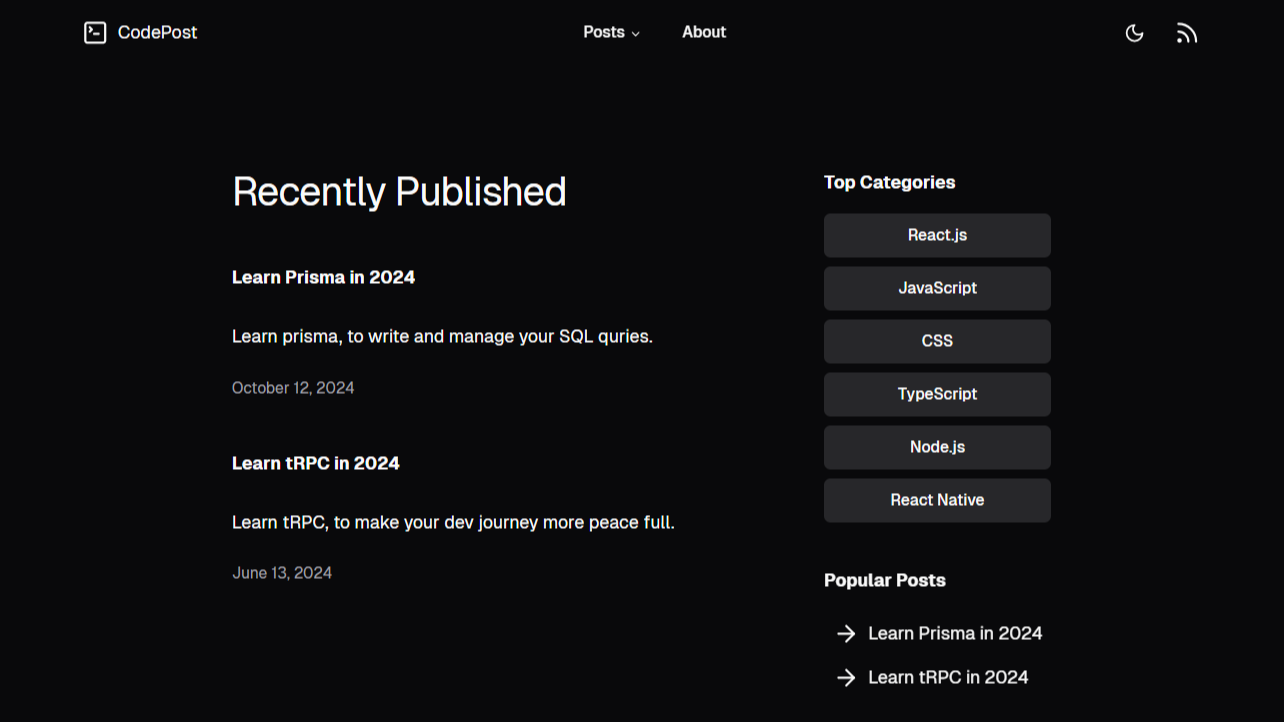 CodePost
Posts
About
Recently Published
Learn Prisma in 2024
Learn prisma, to write and manage your SQL quries.
October 12, 2024
Learn tRPC in 2024
Learn tRPC, to make your dev journey more peace full.
June 13, 2024
Top Categories
React.js
JavaScript
CSS
TypeScript
Node.js
React Native
Popular Posts
Learn Prisma in 2024
Learn tRPC in 2024